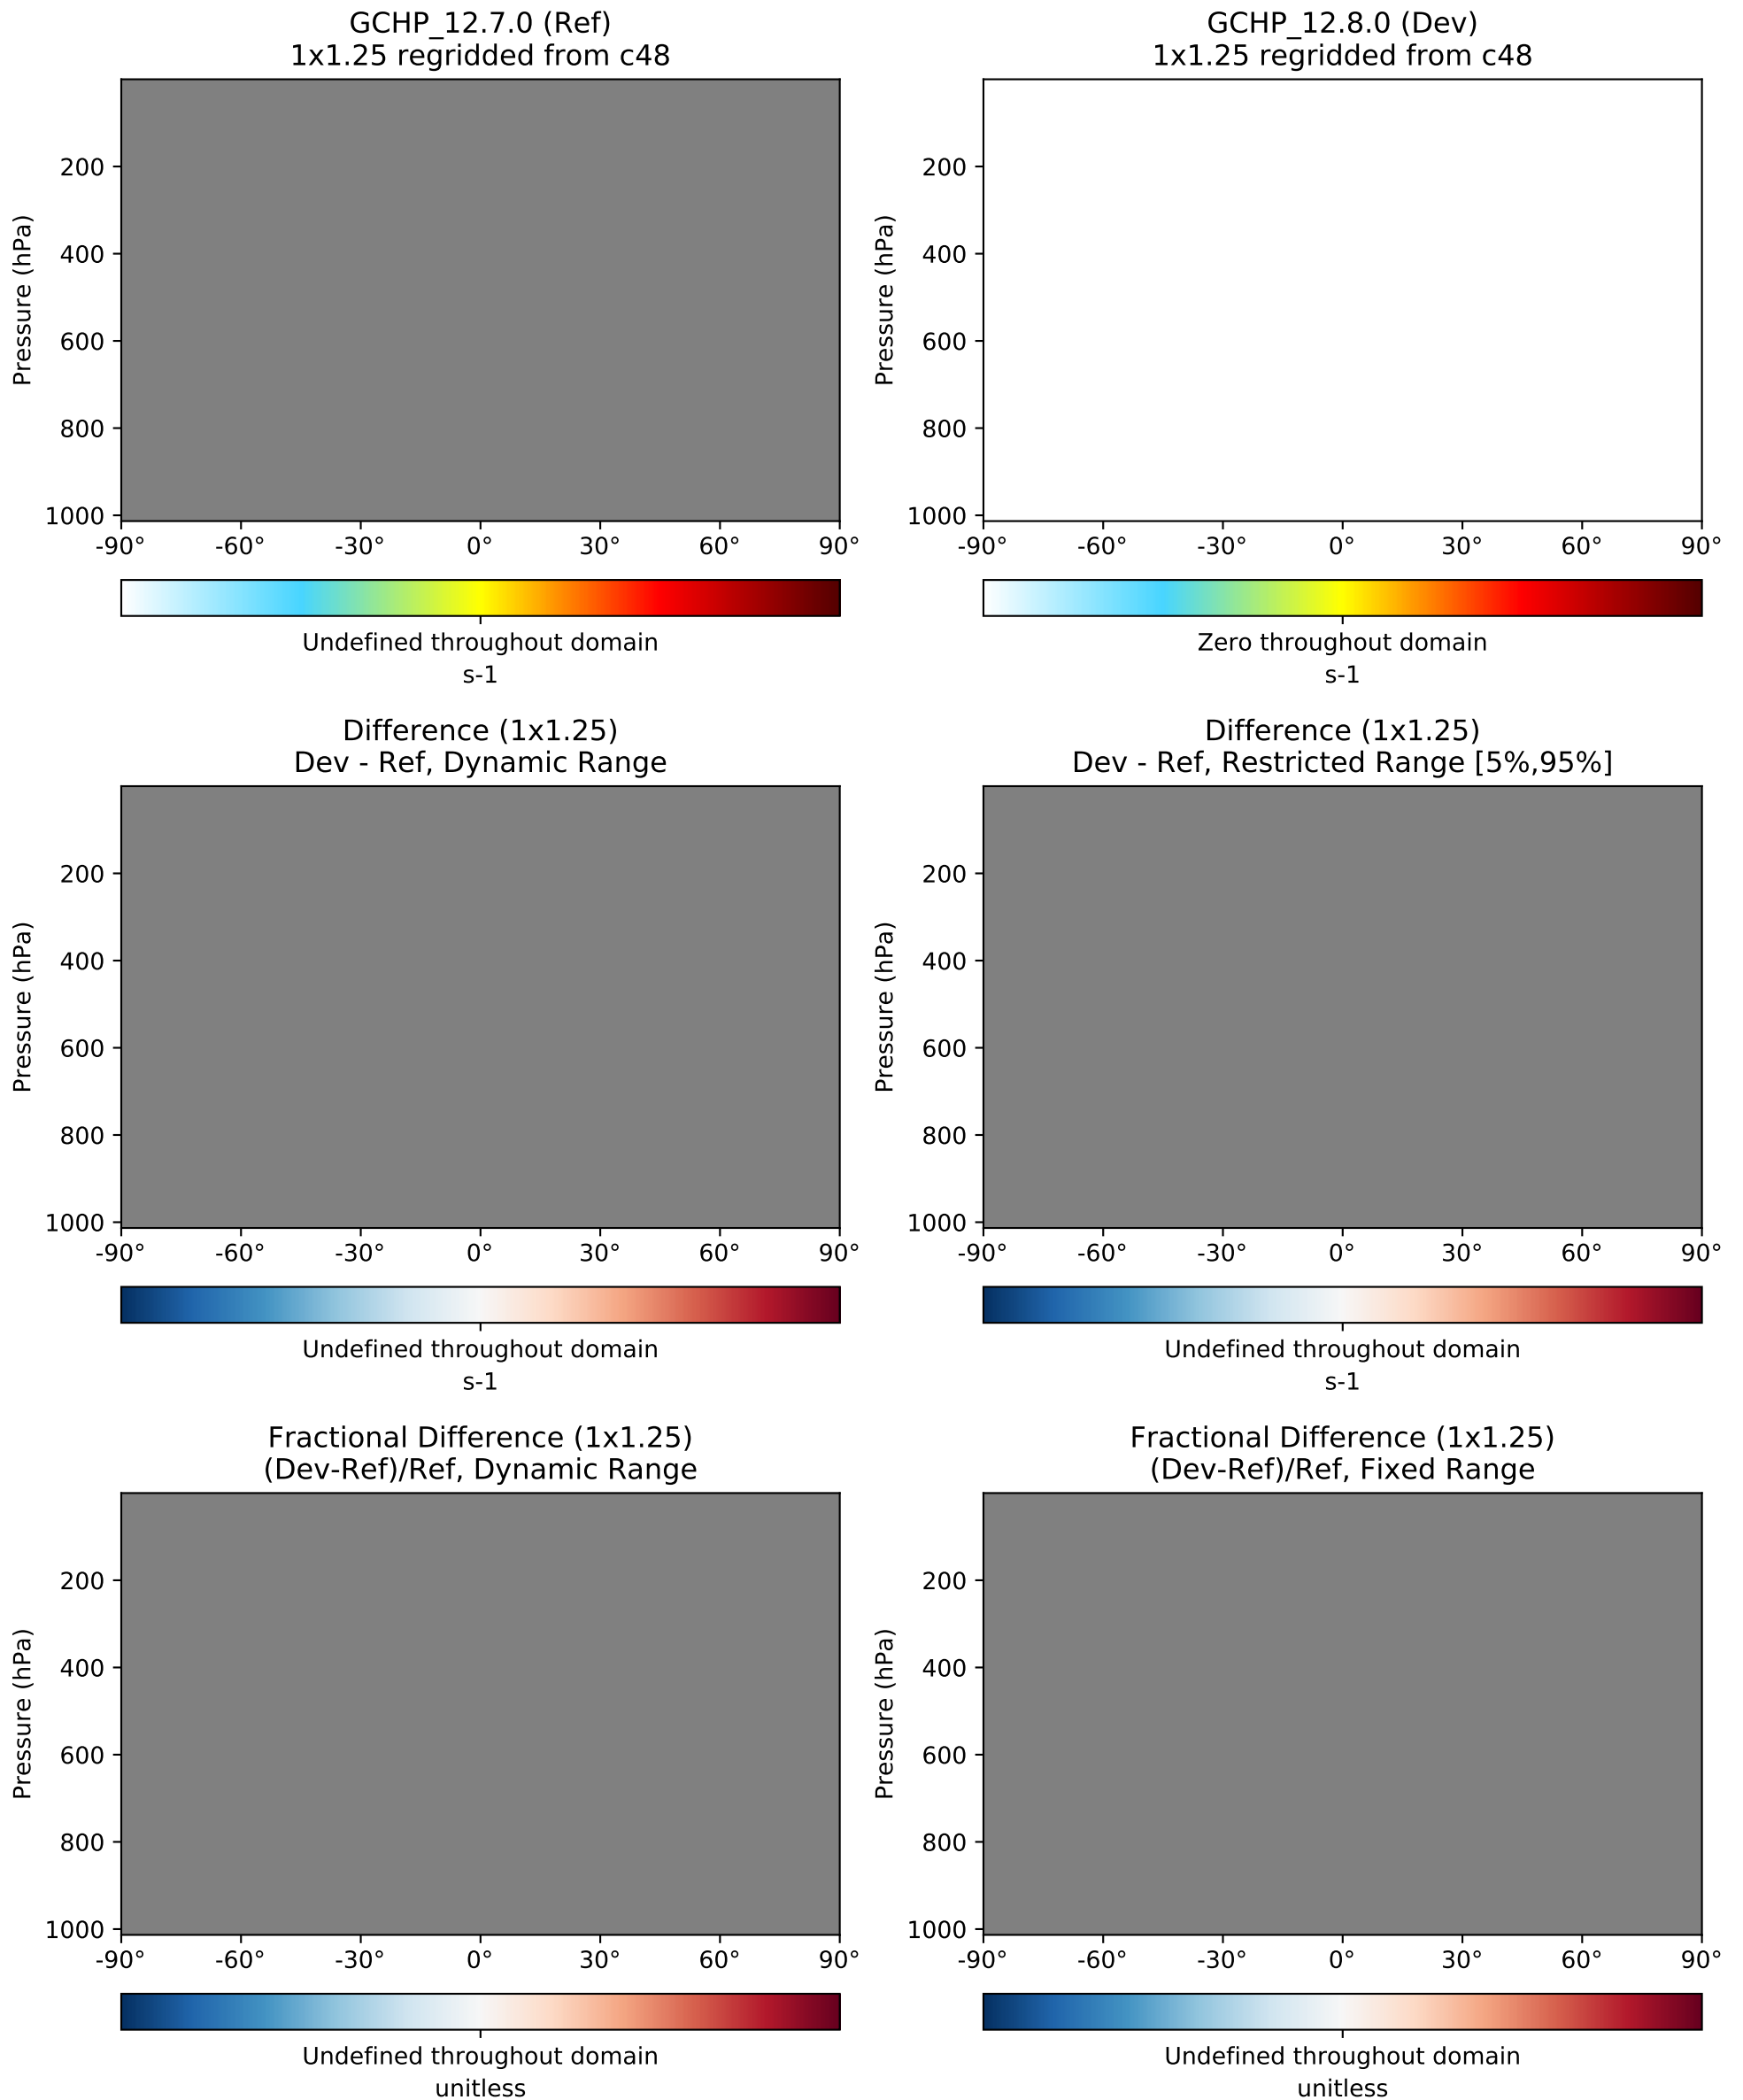 GCHP_12.7.0 (Ref)
1x1.25 regridded from c48
Pressure (hPa)
200
400
600
800
1000
-90° -60° -30° 0° 30° 60° 90°
Undefined throughout domain
s-1
GCHP_12.8.0 (Dev)
1x1.25 regridded from c48
Pressure (hPa)
200
400
600
800
1000
-90° -60° -30° 0° 30° 60° 90°
Zero throughout domain
s-1
Difference (1x1.25)
Dev - Ref, Dynamic Range
Pressure (hPa)
200
400
600
800
1000
-90° -60° -30° 0° 30° 60° 90°
Undefined throughout domain
s-1
Difference (1x1.25)
Dev - Ref, Restricted Range [5%,95%]
Pressure (hPa)
200
400
600
800
1000
-90° -60° -30° 0° 30° 60° 90°
Undefined throughout domain
s-1
Fractional Difference (1x1.25)
(Dev-Ref)/Ref, Dynamic Range
Pressure (hPa)
200
400
600
800
1000
-90° -60° -30° 0° 30° 60° 90°
Undefined throughout domain
unitless
Fractional Difference (1x1.25)
(Dev-Ref)/Ref, Fixed Range
Pressure (hPa)
200
400
600
800
1000
-90° -60° -30° 0° 30° 60° 90°
Undefined throughout domain
unitless